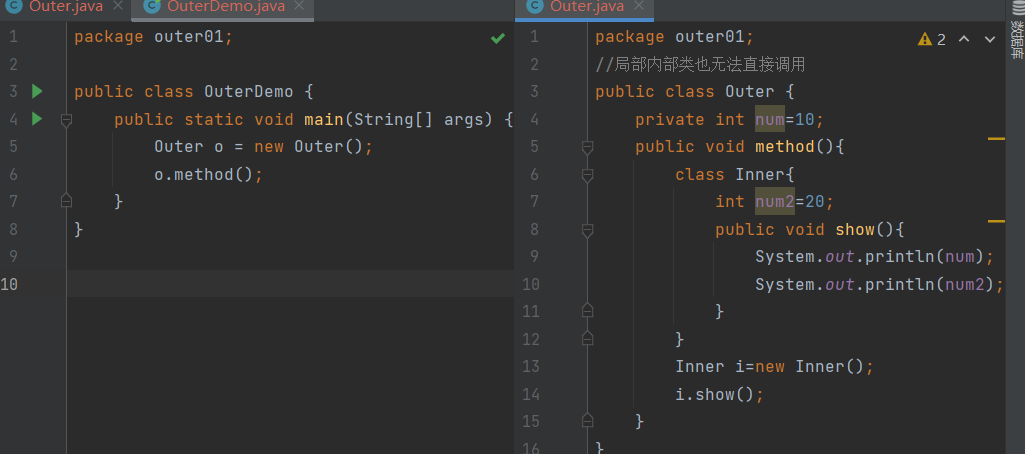 Outer.java
OuterDemo.java
1 package outer01;
2
3 public class OuterDemo {
4 public static void main(String[] args) {
5 Outer o = new Outer();
6 o.method();
7 }
8 }
9
10
Outer.java
2
数据库
1 package outer01;
2 //局部内部类也无法直接调用
3 public class Outer {
4 private int num=10;
5 public void method(){
6 class Inner{
7 int num2=20;
8 public void show(){
9 System.out.println(num);
10 System.out.println(num2);
11 }
12 }
13 Inner i=new Inner();
14 i.show();
15 }
16 }